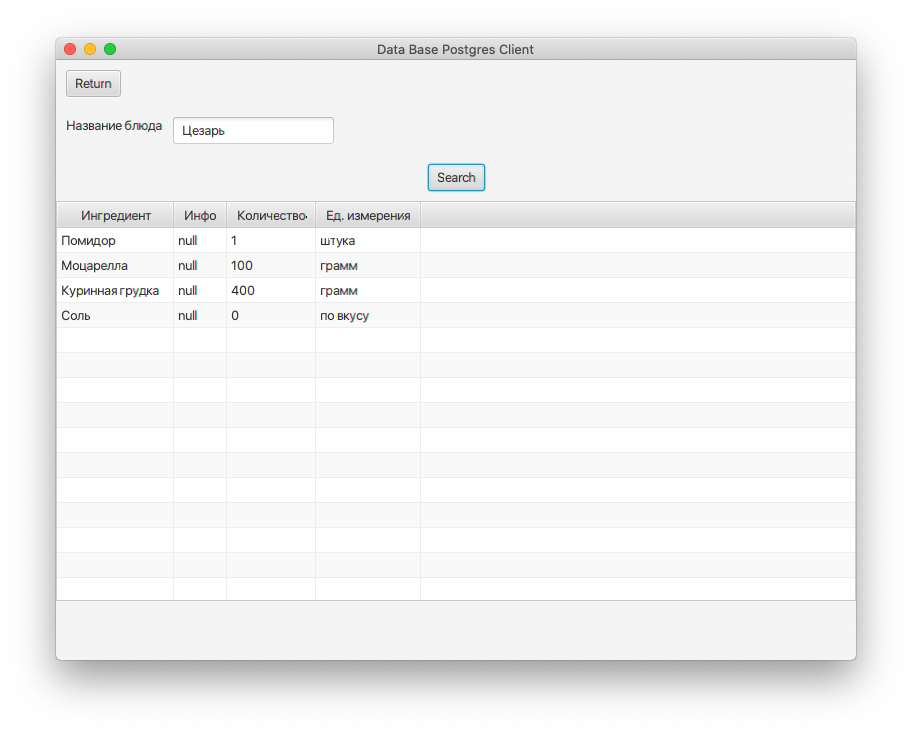 Data Base Postgres Client
Return
Название блюда Цезарь
Search
Ингредиент Инфо Количество Ед. измерения
Помидор null 1 штука
Моцарелла null 100 грамм
Куринная грудка null 400 грамм
Соль null 0 по вкусу